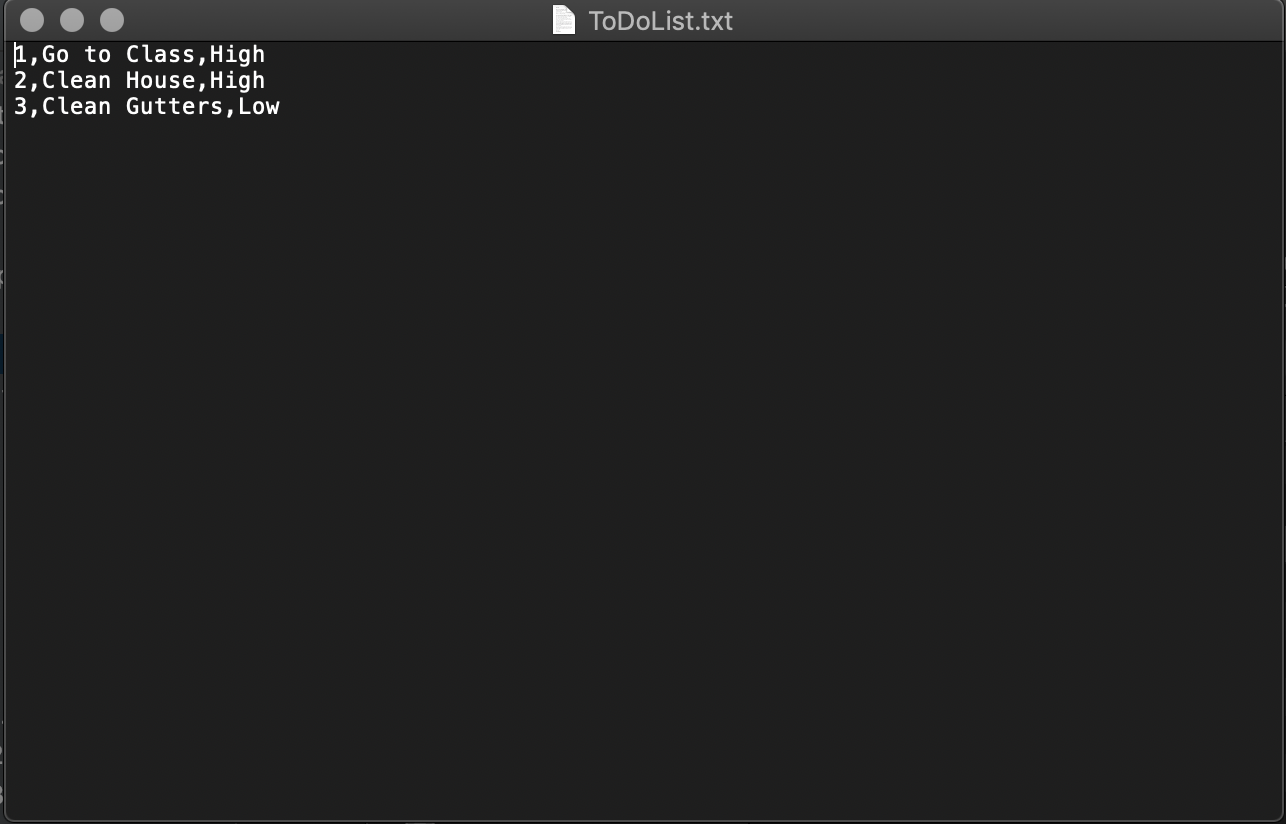 ToDoList.txt
1,Go to Class,High
2,Clean House,High
3,Clean Gutters,Low